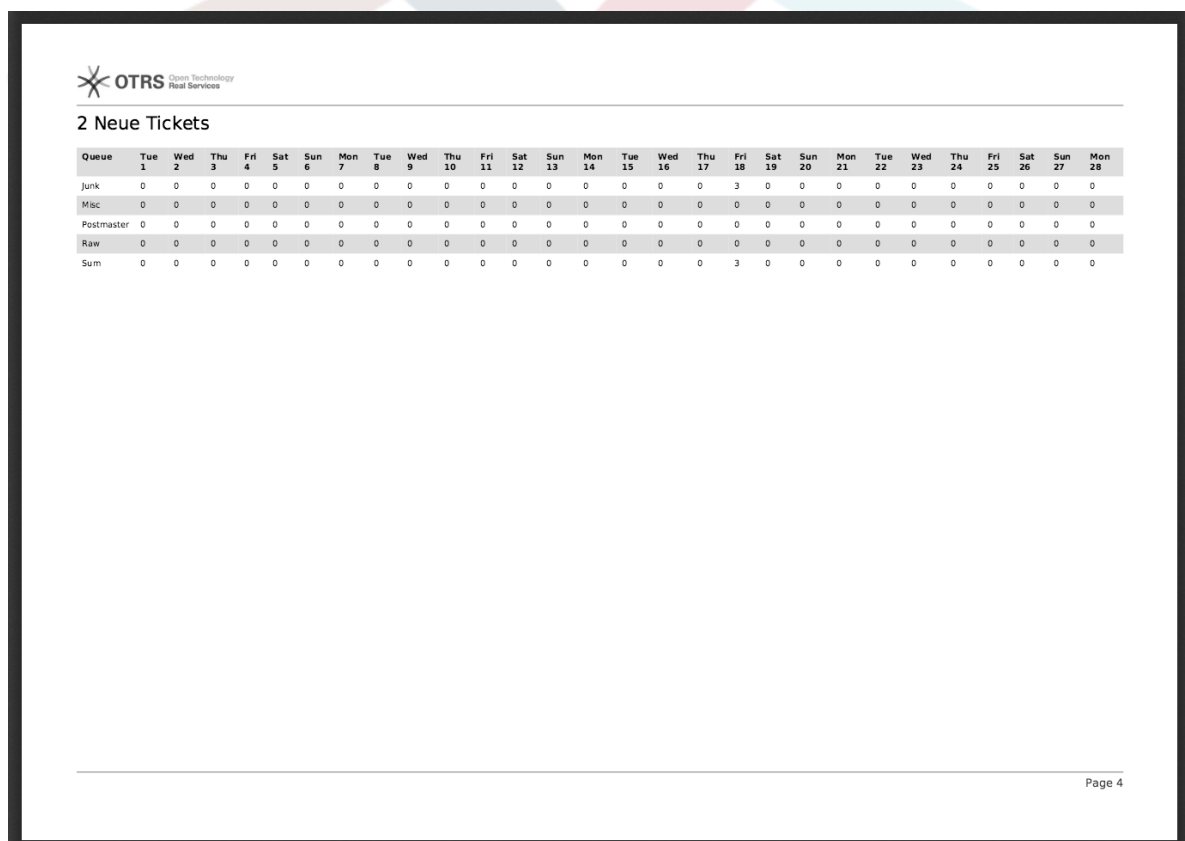 OTRS Open Technology
Real Services
2 Neue Tickets
Queue Tue Wed Thu Fri Sat Sun Mon Tue Wed Thu Fri Sat Sun Mon Tue Wed Thu Fri Sat Sun Mon Tue Wed Thu Fri Sat Sun Mon
1 2 3 4 5 6 7 8 9 10 11 12 13 14 15 16 17 18 19 20 21 22 23 24 25 26 27 28
Junk 0 0 0 0 0 0 0 0 0 0 0 0 0 0 0 0 0 3 0 0 0 0 0 0 0 0 0 0
Misc 0 0 0 0 0 0 0 0 0 0 0 0 0 0 0 0 0 0 0 0 0 0 0 0 0 0 0 0
Postmaster 0 0 0 0 0 0 0 0 0 0 0 0 0 0 0 0 0 0 0 0 0 0 0 0 0 0 0 0
Raw 0 0 0 0 0 0 0 0 0 0 0 0 0 0 0 0 0 0 0 0 0 0 0 0 0 0 0 0
Sum 0 0 0 0 0 0 0 0 0 0 0 0 0 0 0 0 0 3 0 0 0 0 0 0 0 0 0 0
Page 4